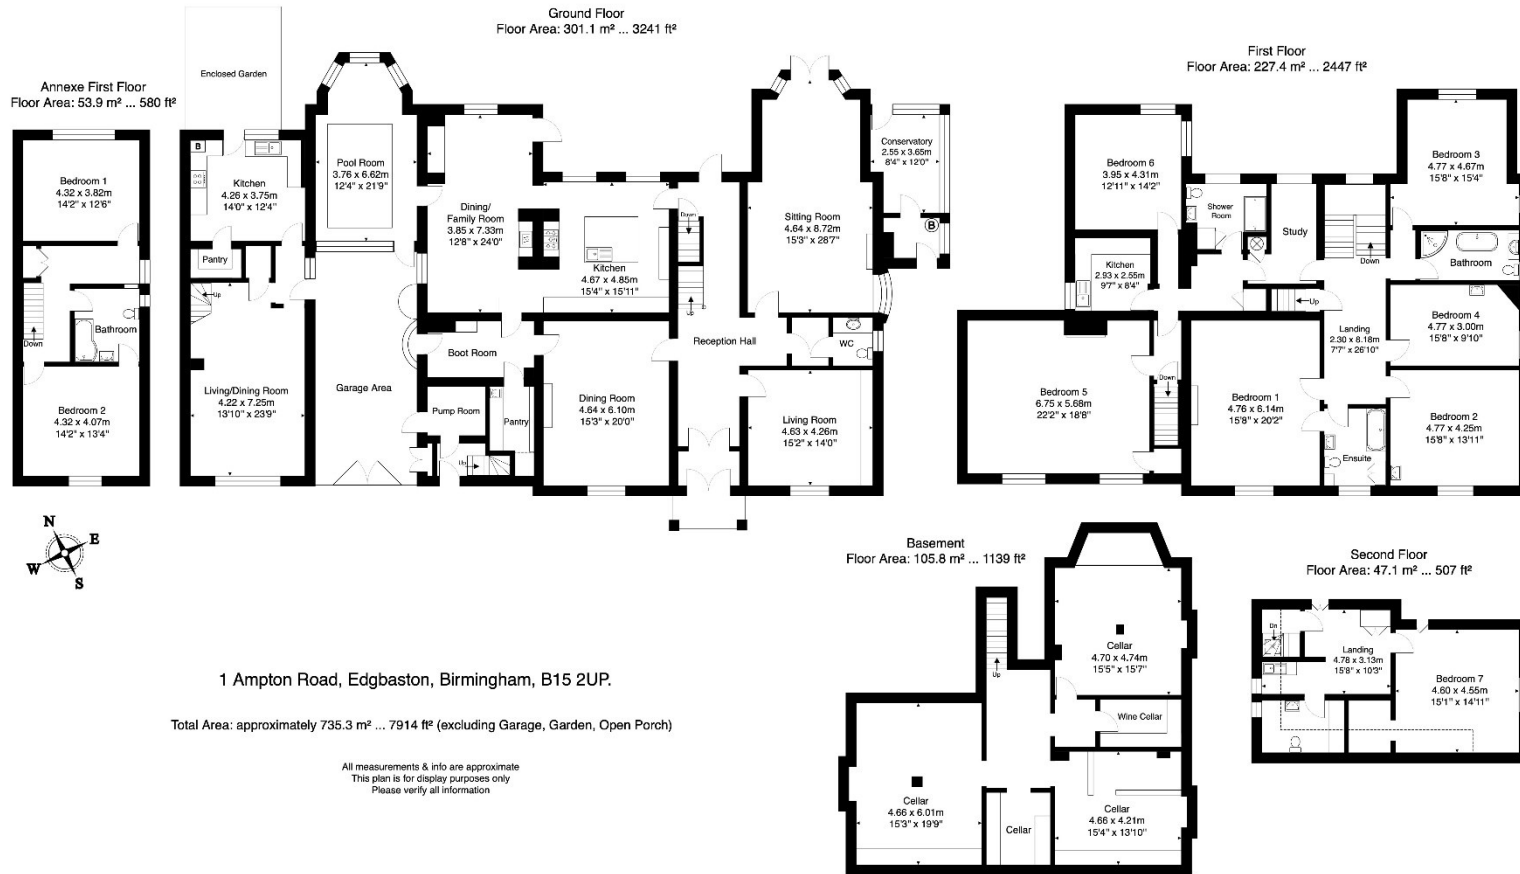 Ground Floor
Floor Area: 301.1 m² ... 3241 ft²
First Floor
Floor Area: 227.4 m² ... 2447 ft²
Annexe First Floor
Floor Area: 53.9 m² ... 580 ft²
Enclosed Garden
Bedroom 1
4.32 x 3.82m
14'2" x 12'6"
Bathroom
Down
Bedroom 2
4.32 x 4.07m
14'2" x 13'4"
B
Kitchen
4.26 x 3.75m
14'0" x 12'4"
Pantry
Up
Living/Dining Room
4.22 x 7.25m
13'10" x 23'9"
Pool Room
3.76 x 6.62m
12'4" x 21'9"
Garage Area
Dining/
Family Room
3.85 x 7.33m
12'8" x 24'0"
Kitchen
4.67 x 4.85m
15'4" x 15'11"
Boot Room
Pump Room
Pantry
Up
Dining Room
4.64 x 6.10m
15'3" x 20'0"
Down
Up
Reception Hall
Sitting Room
4.64 x 8.72m
15'3" x 28'7"
Conservatory
2.55 x 3.65m
8'4" x 12'0"
B
WC
Living Room
4.63 x 4.26m
15'2" x 14'0"
Bedroom 6
3.95 x 4.31m
12'11" x 14'2"
Shower
Room
Study
Down
Bedroom 3
4.77 x 4.67m
15'8" x 15'4"
Bathroom
Kitchen
2.93 x 2.55m
9'7" x 8'4"
Up
Landing
2.30 x 8.18m
7'7" x 26'10"
Bedroom 4
4.77 x 3.00m
15'8" x 9'10"
Bedroom 5
6.75 x 5.68m
22'2" x 18'8"
Down
Bedroom 1
4.76 x 6.14m
15'8" x 20'2"
Ensuite
Bedroom 2
4.77 x 4.25m
15'8" x 13'11"
N
E
W
S
Basement
Floor Area: 105.8 m² ... 1139 ft²
Up
Cellar
4.70 x 4.74m
15'5" x 15'7"
Wine Cellar
Cellar
4.66 x 6.01m
15'3" x 19'9"
Cellar
Cellar
4.66 x 4.21m
15'4" x 13'10"
Second Floor
Floor Area: 47.1 m² ... 507 ft²
Dn
Landing
4.78 x 3.13m
15'8" x 10'3"
Bedroom 7
4.60 x 4.55m
15'1" x 14'11"
1 Ampton Road, Edgbaston, Birmingham, B15 2UP.
Total Area: approximately 735.3 m² ... 7914 ft² (excluding Garage, Garden, Open Porch)
All measurements & info are approximate
This plan is for display purposes only
Please verify all information